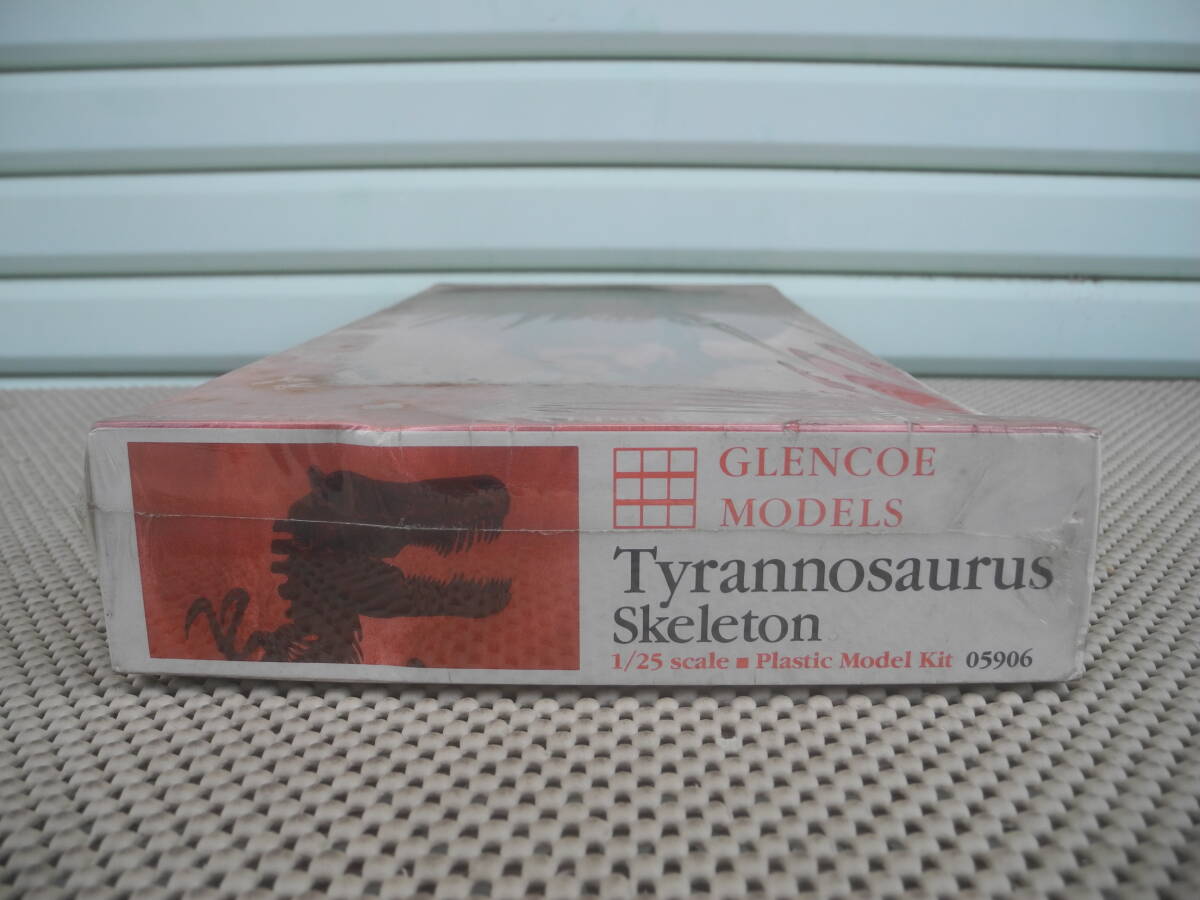 GLENCOE
MODELS
Tyrannosaurus
Skeleton
1/25 scale ■ Plastic Model Kit 05906